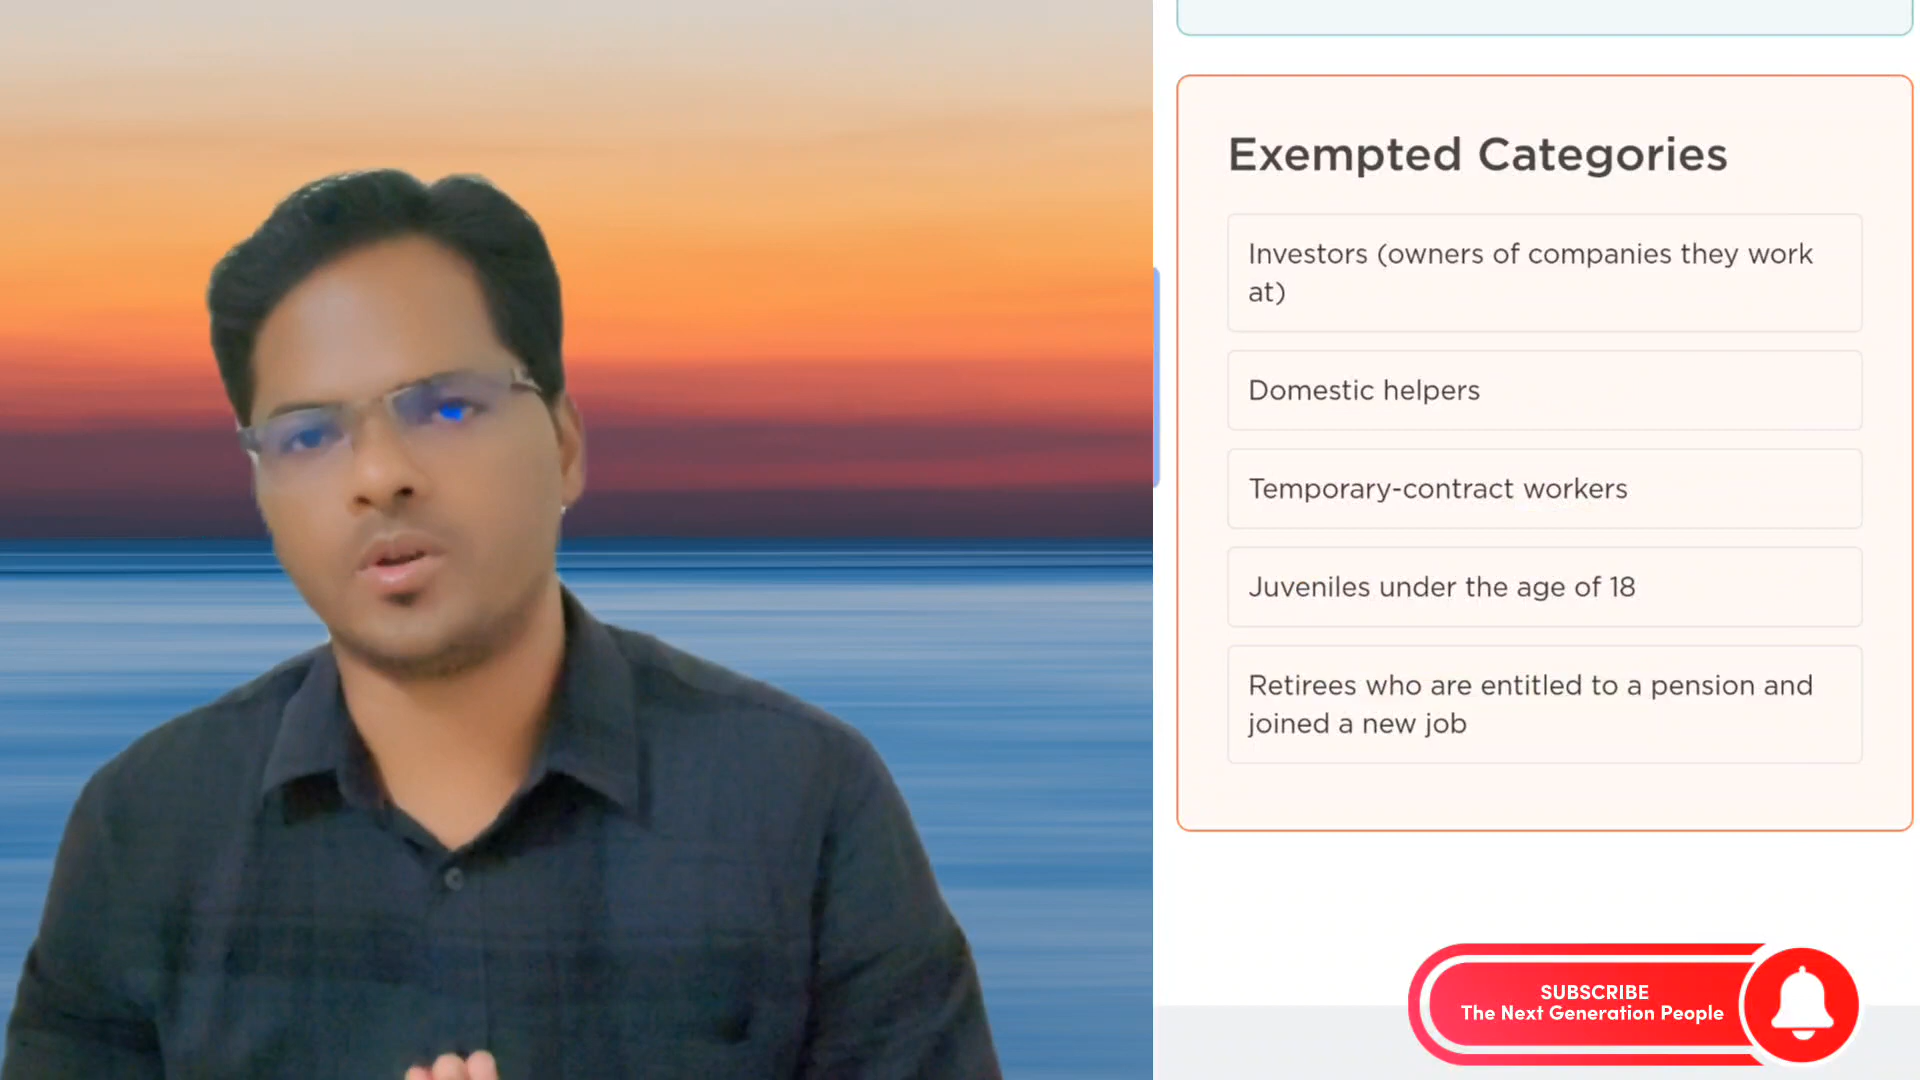 Exempted Categories
Investors (owners of companies they work
at)
Domestic helpers
Temporary-contract workers
Juveniles under the age of 18
Retirees who are entitled to a pension and
joined a new job
SUBSCRIBE
The Next Generation People